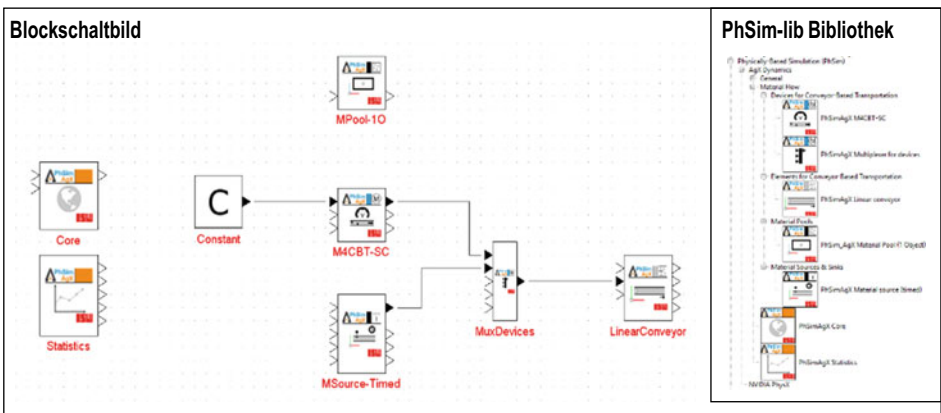 Blockschaltbild
MPool-1O
Core
C
Constant
M4CBT-SC
Statistics
MSource-Timed
MuxDevices
LinearConveyor
PhSim-lib Bibliothek
Physically-Based Simulation (PhSim)
AgX Dynamics
General
Material Flow
Devices for Conveyor-Based Transportation
PhSimAgX M4CBT-SC
PhSimAgX Multiplexer for devices
Elements for Conveyor Based Transportation
PhSimAgX Linear conveyor
Material Pools
PhSim_AgX Material Pool (1 Object)
Material Sources & Sinks
PhSimAgX Material source (timed)
PhSimAgX Core
PhSimAgX Statistics
NVIDIA PhysX